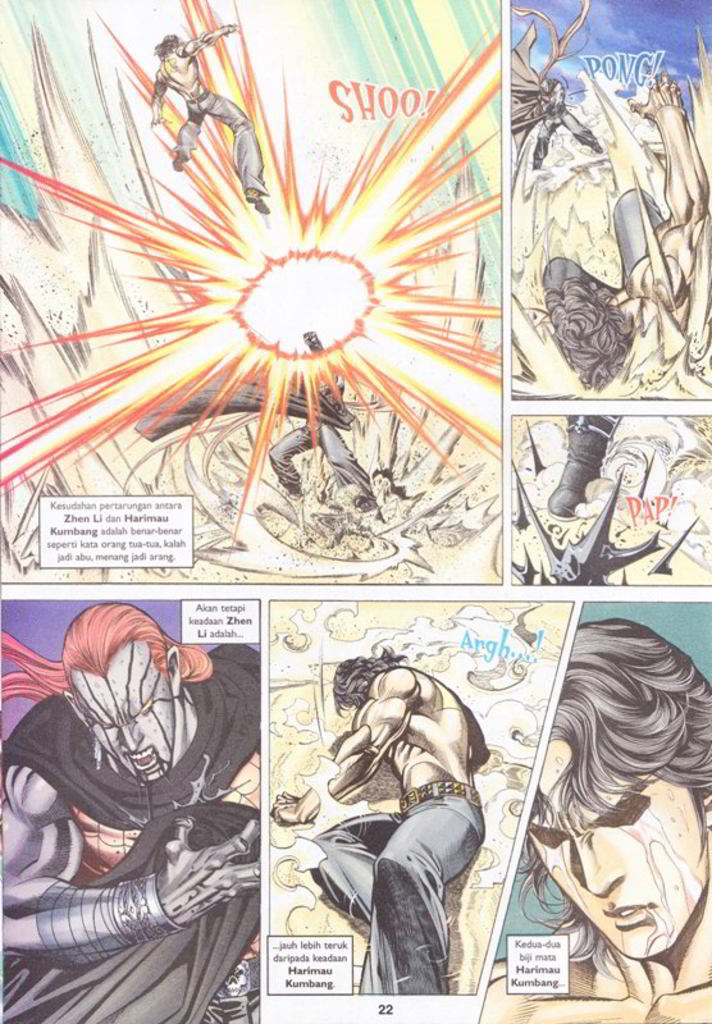 SHOO!
PONG!
Kesudahan pertarungan antara
Zhen Li dan Harimau
Kumbang adalah benar-benar
seperti kata orang tua-tua, kalah
jadi abu, menang jadi arang.
PAP!
Akan tetapi
keadaan Zhen
Li adalah...
Argh...!
...jauh lebih teruk
daripada keadaan
Harimau
Kumbang.
Kedua-dua
biji mata
Harimau
Kumbang...
22